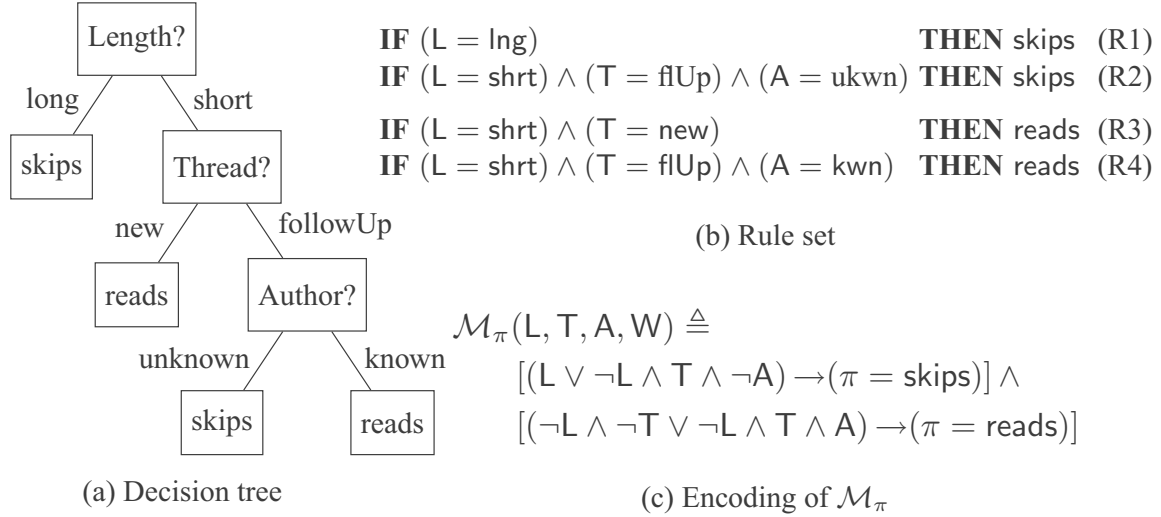 Length?
long
short
skips
Thread?
new
followUp
reads
Author?
unknown
known
skips
reads
(a) Decision tree
IF (L = lng) THEN skips (R1)
IF (L = shrt) ∧ (T = flUp) ∧ (A = ukwn) THEN skips (R2)
IF (L = shrt) ∧ (T = new) THEN reads (R3)
IF (L = shrt) ∧ (T = flUp) ∧ (A = kwn) THEN reads (R4)
(b) Rule set
ℳπ(L, T, A, W) ≜
[(L ∨ ¬L ∧ T ∧ ¬A) → (π = skips)] ∧
[(¬L ∧ ¬T ∨ ¬L ∧ T ∧ A) → (π = reads)]
(c) Encoding of ℳπ